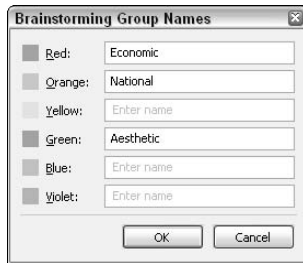 Brainstorming Group Names
Red: Economic
Orange: National
Yellow: Enter name
Green: Aesthetic
Blue: Enter name
Violet: Enter name
OK Cancel